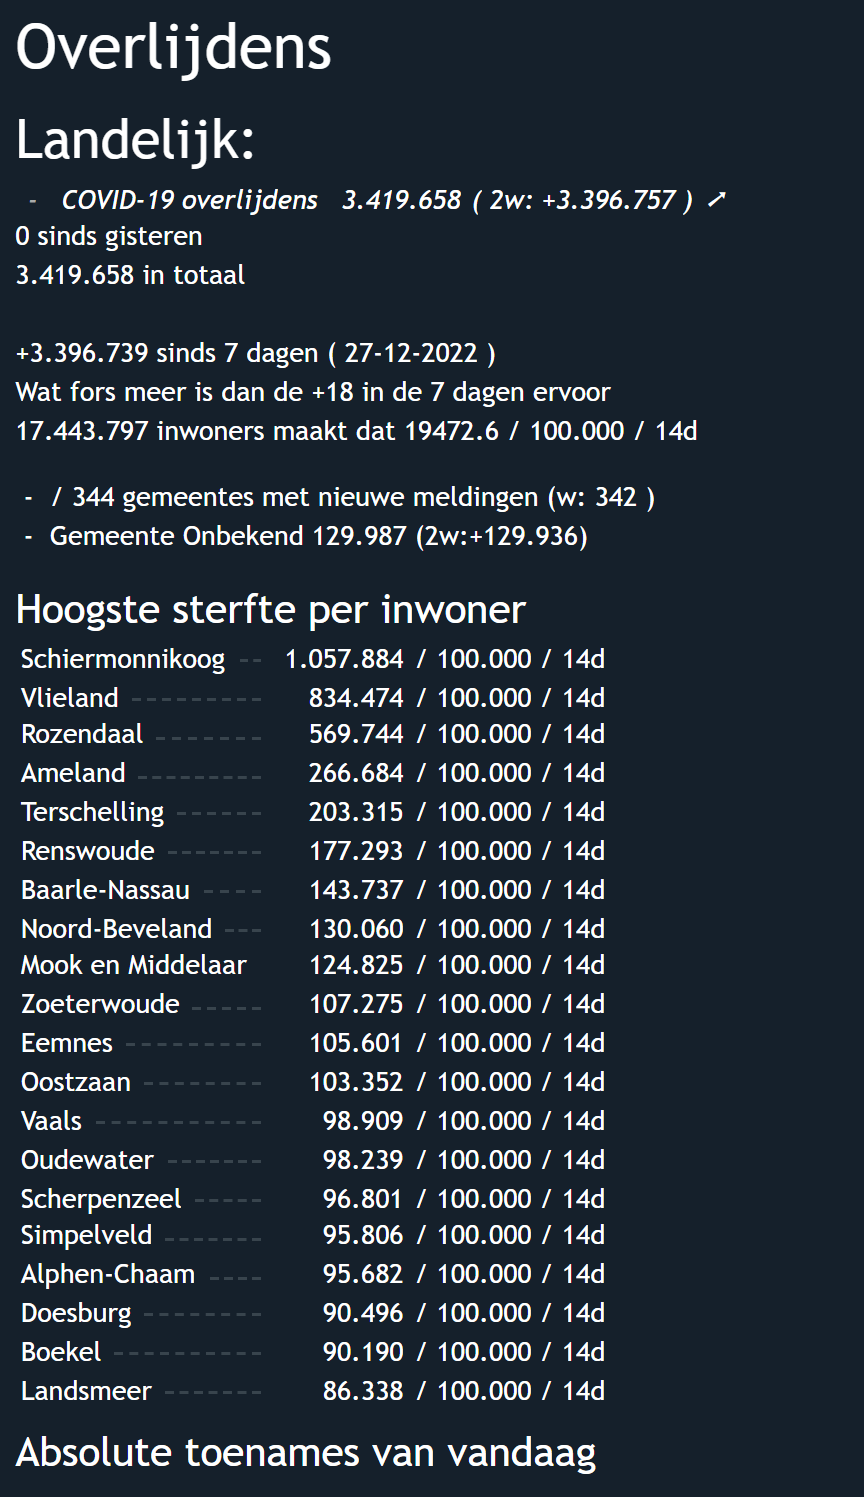 Overlijdens
Landelijk:
- COVID-19 overlijdens 3.419.658 ( 2w: +3.396.757 ) ➚
0 sinds gisteren
3.419.658 in totaal
+3.396.739 sinds 7 dagen ( 27-12-2022 )
Wat fors meer is dan de +18 in de 7 dagen ervoor
17.443.797 inwoners maakt dat 19472.6 / 100.000 / 14d
- / 344 gemeentes met nieuwe meldingen (w: 342 )
- Gemeente Onbekend 129.987 (2w:+129.936)
Hoogste sterfte per inwoner
Schiermonnikoog -- 1.057.884 / 100.000 / 14d
Vlieland --------- 834.474 / 100.000 / 14d
Rozendaal ------- 569.744 / 100.000 / 14d
Ameland --------- 266.684 / 100.000 / 14d
Terschelling ------ 203.315 / 100.000 / 14d
Renswoude ------- 177.293 / 100.000 / 14d
Baarle-Nassau ---- 143.737 / 100.000 / 14d
Noord-Beveland --- 130.060 / 100.000 / 14d
Mook en Middelaar 124.825 / 100.000 / 14d
Zoeterwoude ----- 107.275 / 100.000 / 14d
Eemnes ---------- 105.601 / 100.000 / 14d
Oostzaan -------- 103.352 / 100.000 / 14d
Vaals ------------ 98.909 / 100.000 / 14d
Oudewater ------- 98.239 / 100.000 / 14d
Scherpenzeel ----- 96.801 / 100.000 / 14d
Simpelveld ------- 95.806 / 100.000 / 14d
Alphen-Chaam ---- 95.682 / 100.000 / 14d
Doesburg -------- 90.496 / 100.000 / 14d
Boekel ----------- 90.190 / 100.000 / 14d
Landsmeer ------- 86.338 / 100.000 / 14d
Absolute toenames van vandaag